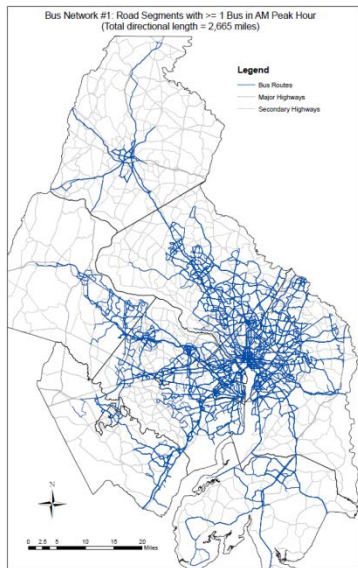 Bus Network #1: Road Segments with >= 1 Bus in AM Peak Hour
(Total directional length = 2,665 miles)
Legend
Bus Routes
Major Highways
Secondary Highways
N
0 2.5 5 10 15 20
Miles